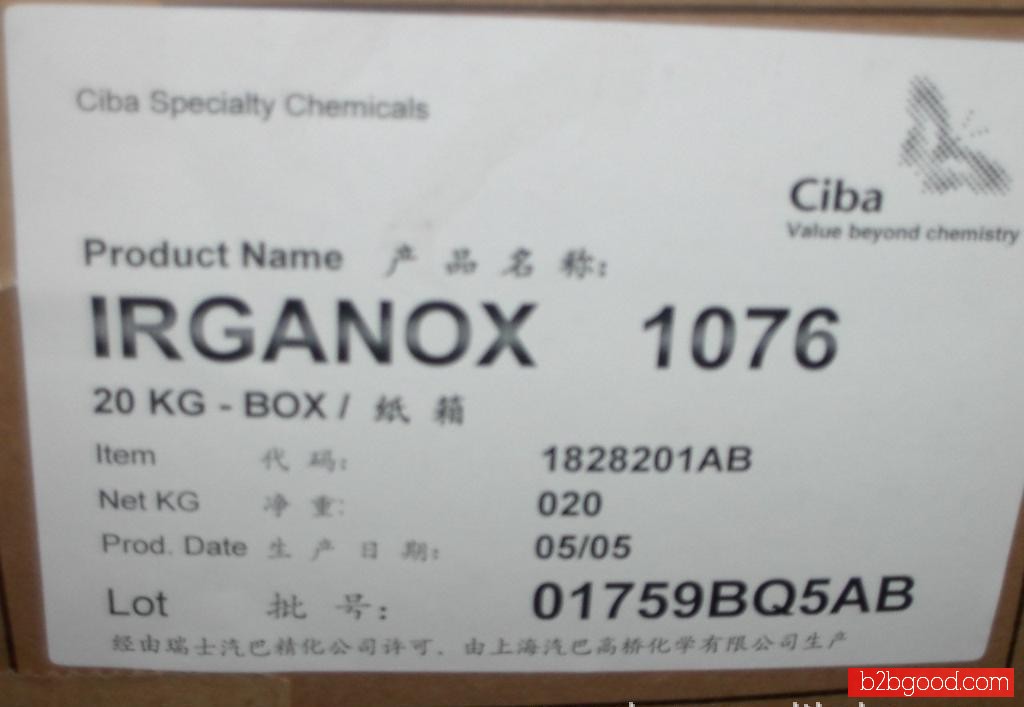 Ciba Specialty Chemicals
Ciba
Value beyond chemistry
Product Name 产品名称:
IRGANOX 1076
20 KG - BOX / 纸箱
Item 代码: 1828201AB
Net KG 净重: 020
Prod. Date 生产日期: 05/05
Lot 批号: 01759BQ5AB
经由瑞士汽巴精化公司许可，由上海汽巴高桥化学有限公司生产
b2bgood.com